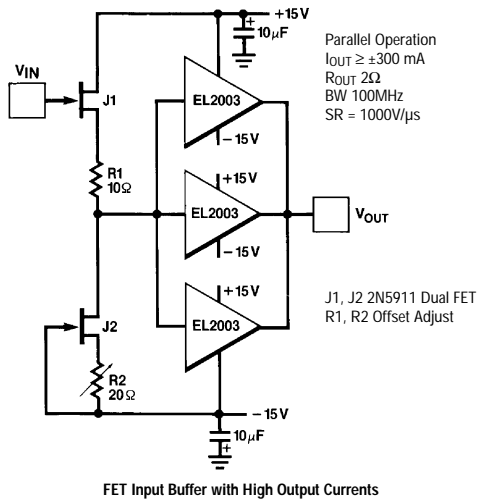 +15V
+
10μF
VIN
J1
R1
10Ω
EL2003
−15V
+15V
EL2003
−15V
VOUT
+15V
EL2003
J2
R2
20Ω
−15V
10μF
+
Parallel Operation
IOUT ≥ ±300 mA
ROUT 2Ω
BW 100MHz
SR = 1000V/µs
J1, J2 2N5911 Dual FET
R1, R2 Offset Adjust
FET Input Buffer with High Output Currents